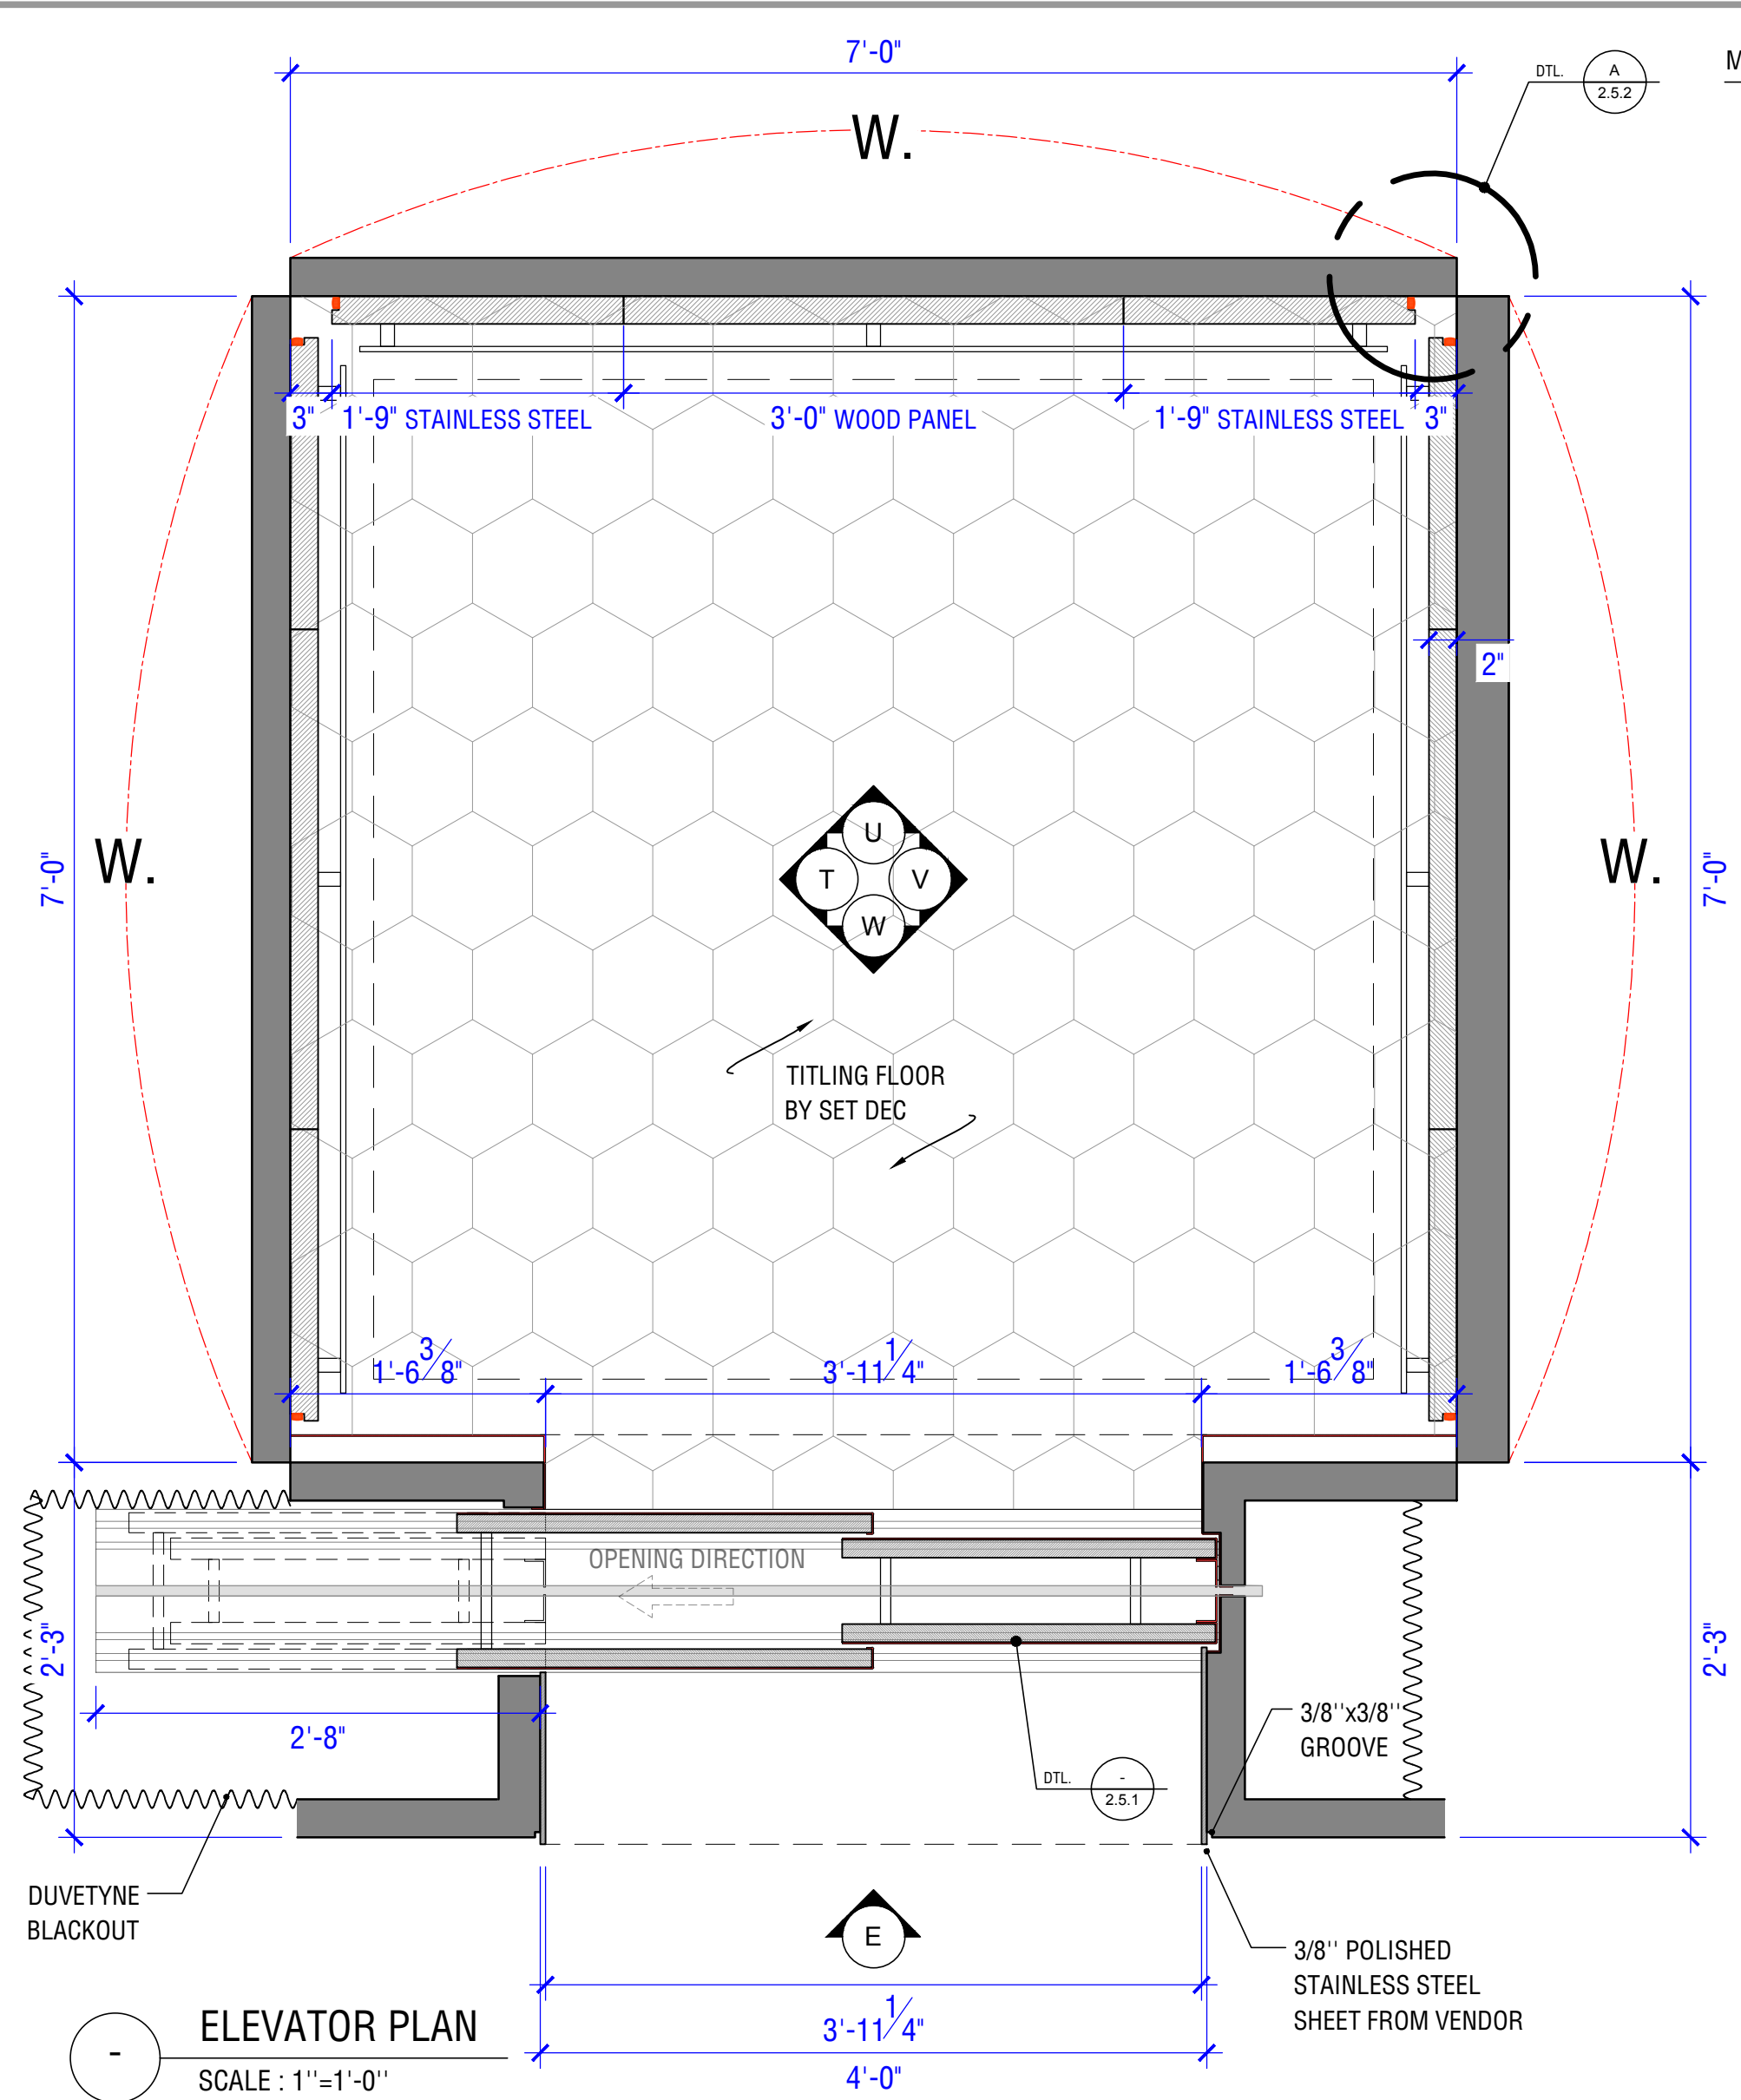 7'-0"
DTL. A
2.5.2
M
W.
3" 1'-9" STAINLESS STEEL 3'-0" WOOD PANEL 1'-9" STAINLESS STEEL 3"
2"
7'-0"
W.
U
T V
W
W.
7'-0"
TITLING FLOOR
BY SET DEC
1'-6 3/8" 3'-11 1/4" 1'-6 3/8"
OPENING DIRECTION
2'-3"
2'-3"
2'-8"
3/8''x3/8''
GROOVE
DTL. -
2.5.1
DUVETYNE
BLACKOUT
E
3/8'' POLISHED
STAINLESS STEEL
SHEET FROM VENDOR
3'-11 1/4"
4'-0"
- ELEVATOR PLAN
SCALE : 1''=1'-0''